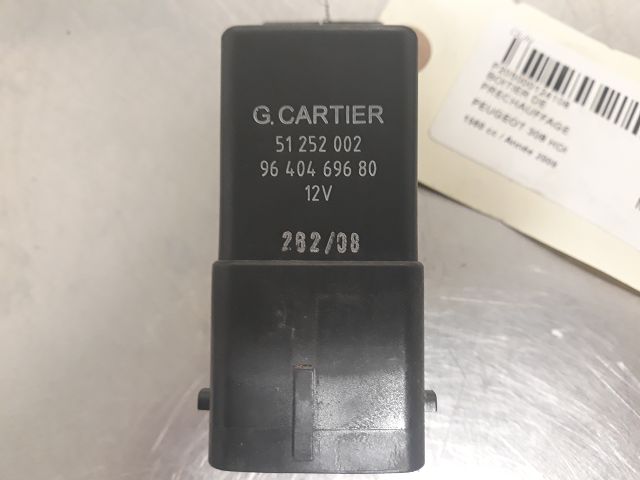 G. CARTIER
51 252 002
96 404 696 80
12V
262/08
BOITIER DE
PRECHAUFFAGE
PEUGEOT 308 HDI
1560 cc / Année 2009